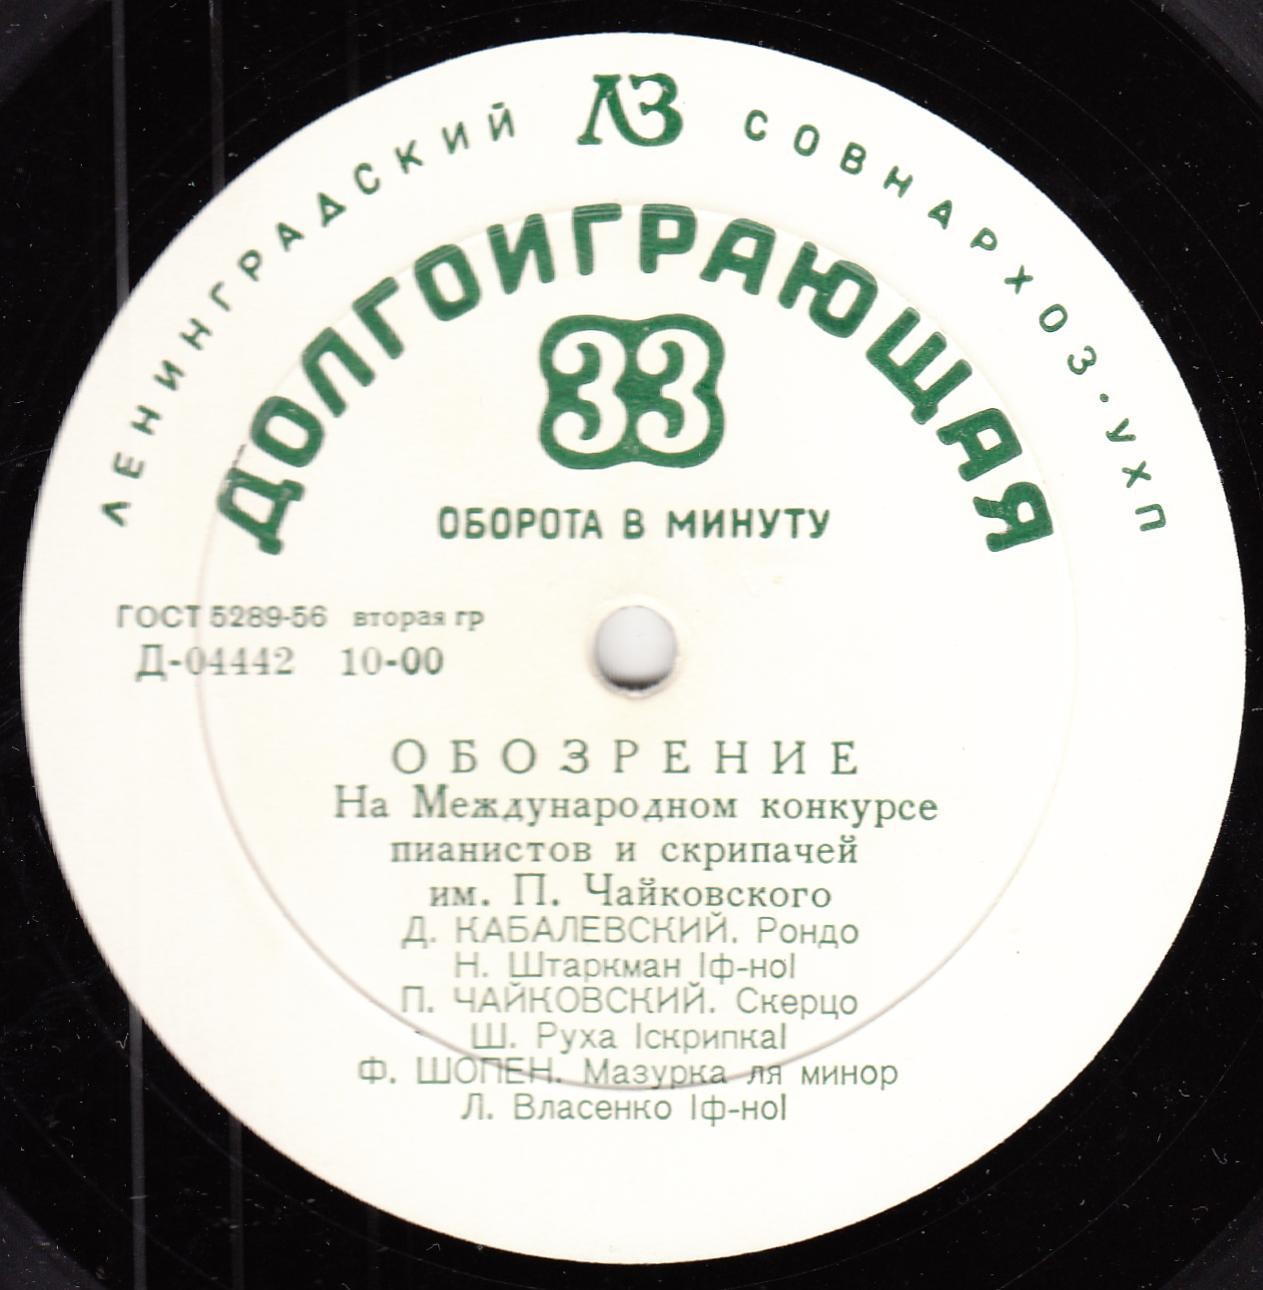 ЛЕНИНГРАДСКИЙ ЛЗ СОВНАРХОЗ · УХП
ДОЛГОИГРАЮЩАЯ
33
ОБОРОТА В МИНУТУ
ГОСТ 5289-56 вторая гр
Д-04442 10-00
ОБОЗРЕНИЕ
На Международном конкурсе
пианистов и скрипачей
им. П. Чайковского
Д. КАБАЛЕВСКИЙ. Рондо
Н. Штаркман |ф-но|
П. ЧАЙКОВСКИЙ. Скерцо
Ш. Руха |скрипка|
Ф. ШОПЕН. Мазурка ля минор
Л. Власенко |ф-но|